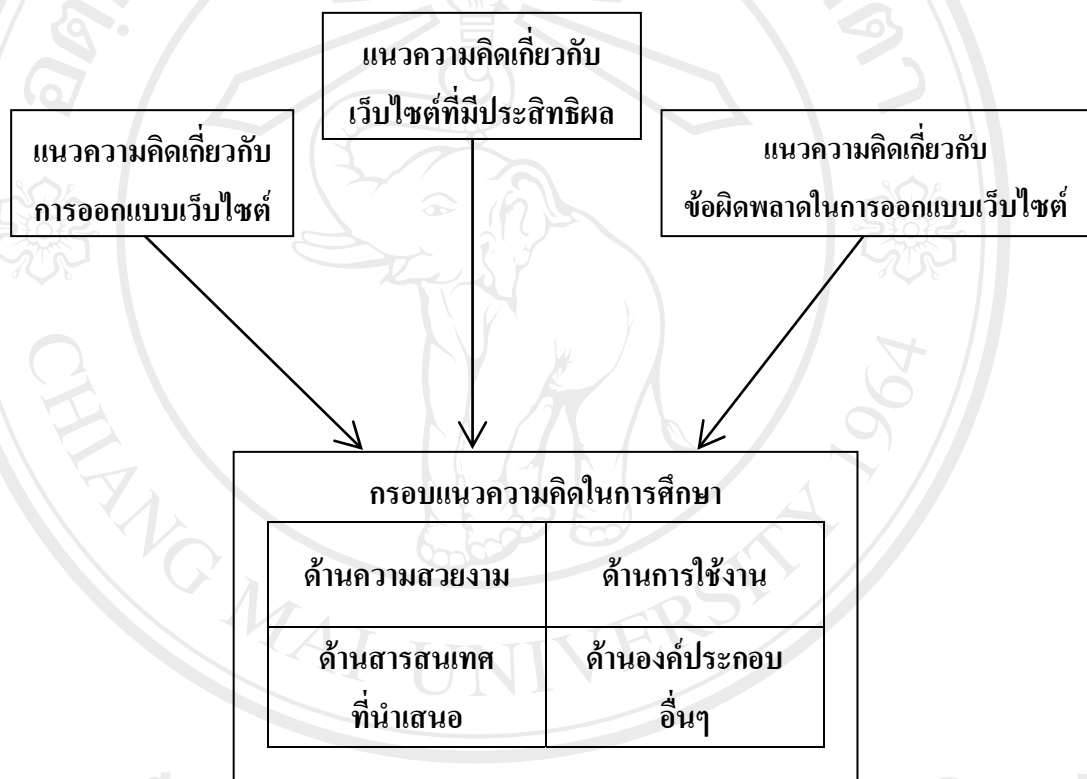 แนวความคิดเกี่ยวกับ
เว็บไซต์ที่มีประสิทธิผล
แนวความคิดเกี่ยวกับ
การออกแบบเว็บไซต์
แนวความคิดเกี่ยวกับ
ข้อผิดพลาดในการออกแบบเว็บไซต์
กรอบแนวความคิดในการศึกษา
ด้านความสวยงาม
ด้านการใช้งาน
ด้านสารสนเทศ
ที่นำเสนอ
ด้านองค์ประกอบ
อื่นๆ
CHIANG MAI UNIVERSITY 1964